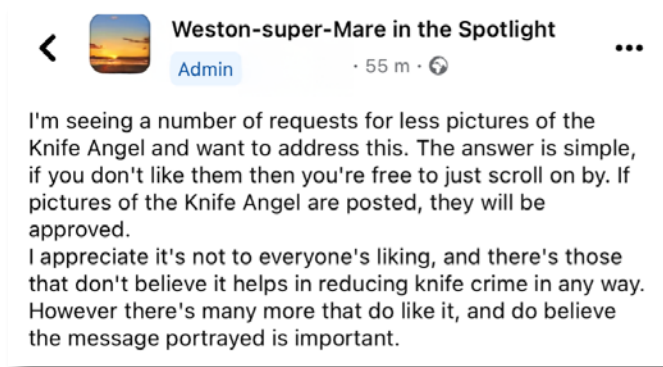 Weston-super-Mare in the Spotlight
Admin · 55 m ·
I'm seeing a number of requests for less pictures of the
Knife Angel and want to address this. The answer is simple,
if you don't like them then you're free to just scroll on by. If
pictures of the Knife Angel are posted, they will be
approved.
I appreciate it's not to everyone's liking, and there's those
that don't believe it helps in reducing knife crime in any way.
However there's many more that do like it, and do believe
the message portrayed is important.